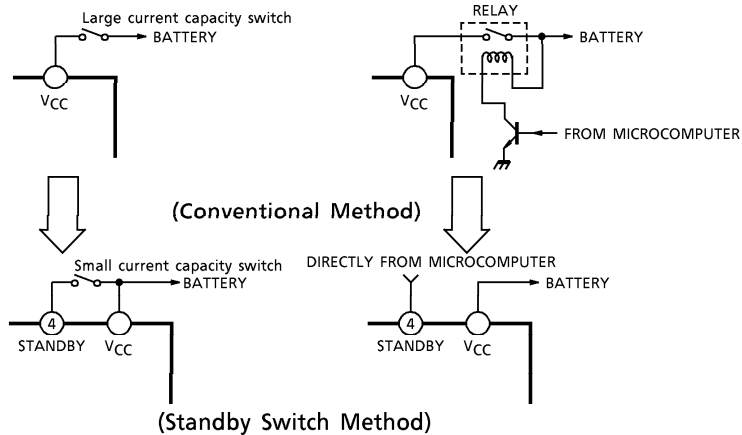 Large current capacity switch
BATTERY
VCC
RELAY
BATTERY
VCC
FROM MICROCOMPUTER
(Conventional Method)
Small current capacity switch
BATTERY
4
STANDBY VCC
DIRECTLY FROM MICROCOMPUTER
BATTERY
4
STANDBY VCC
(Standby Switch Method)